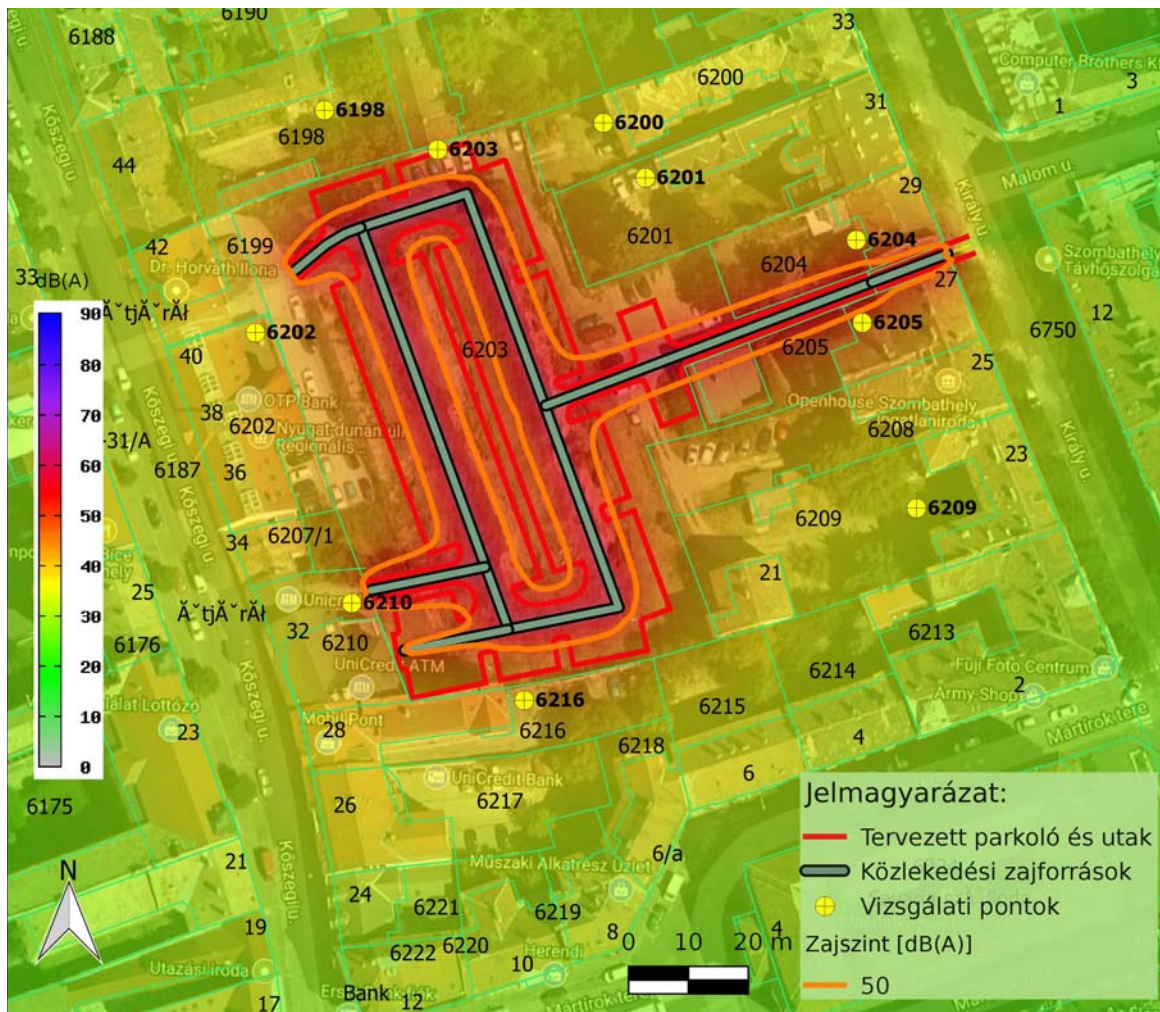 6190
6188
Kőszegi u.
33
6200
Computer Brothers Kf
3
1
31
6198
6198
6200
6203
44
6201
Malom u.
29
Király u.
6201
6204
42
6199
Dr. Horváth Ilona
6204
27
Szombathely
Távhőszolgá
33
dB(A)
90
80
70
60
50
40
30
20
10
0
Ă˘tjĂ˘rĂł
6202
6203
6205
6205
6750
12
40
25
38
OTP Bank
6202
Nyugat-dunántúl
Regionális...
Openhouse Szombathely
Ingatlaniroda
6208
-31/A
6187
36
23
Király u.
6209
6209
Kőszegi u.
34
6207/1
21
25
Ă˘tjĂ˘rĂł
6210
32
6210
UniCredit ATM
6176
6213
6214
Fuji Foto Centrum
2
Army-Shop
Mártírok tere
23
28
Mobil Pont
6216
6216
6215
6218
4
6
UniCredit Bank
6217
6175
26
Kőszegi u.
21
Műszaki Alkatrész Üzlet
6/a
24
6221
6219
19
6222
6220
8
Herendi
10
Utazási iroda
17
Bank
12
Mártírok tere
4
N
0 10 20 m
Jelmagyarázat:
Tervezett parkoló és utak
Közlekedési zajforrások
Vizsgálati pontok
Zajszint [dB(A)]
50